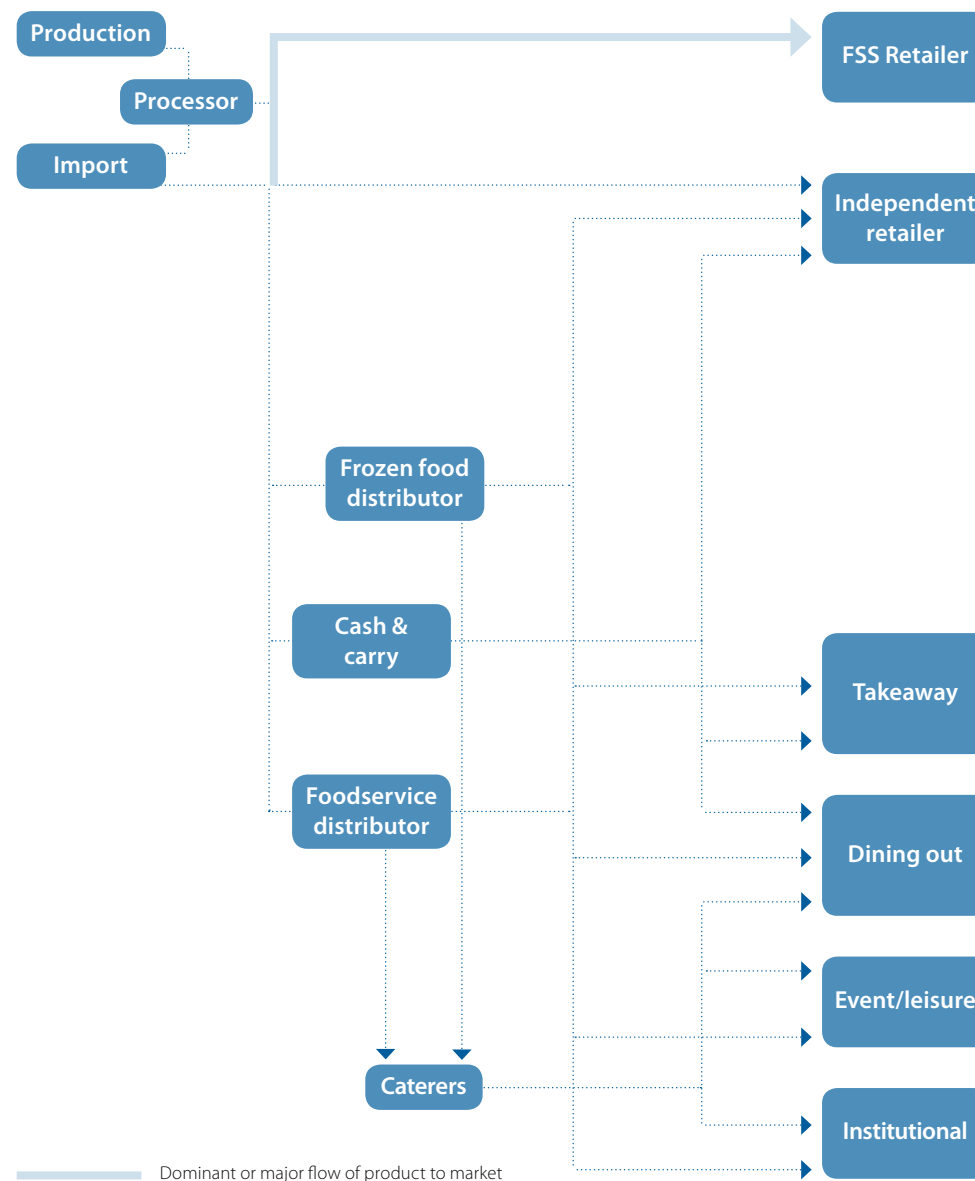 Production
Processor
Import
FSS Retailer
Independent
retailer
Frozen food
distributor
Cash &
carry
Takeaway
Foodservice
distributor
Dining out
Event/leisure
Caterers
Institutional
Dominant or major flow of product to market